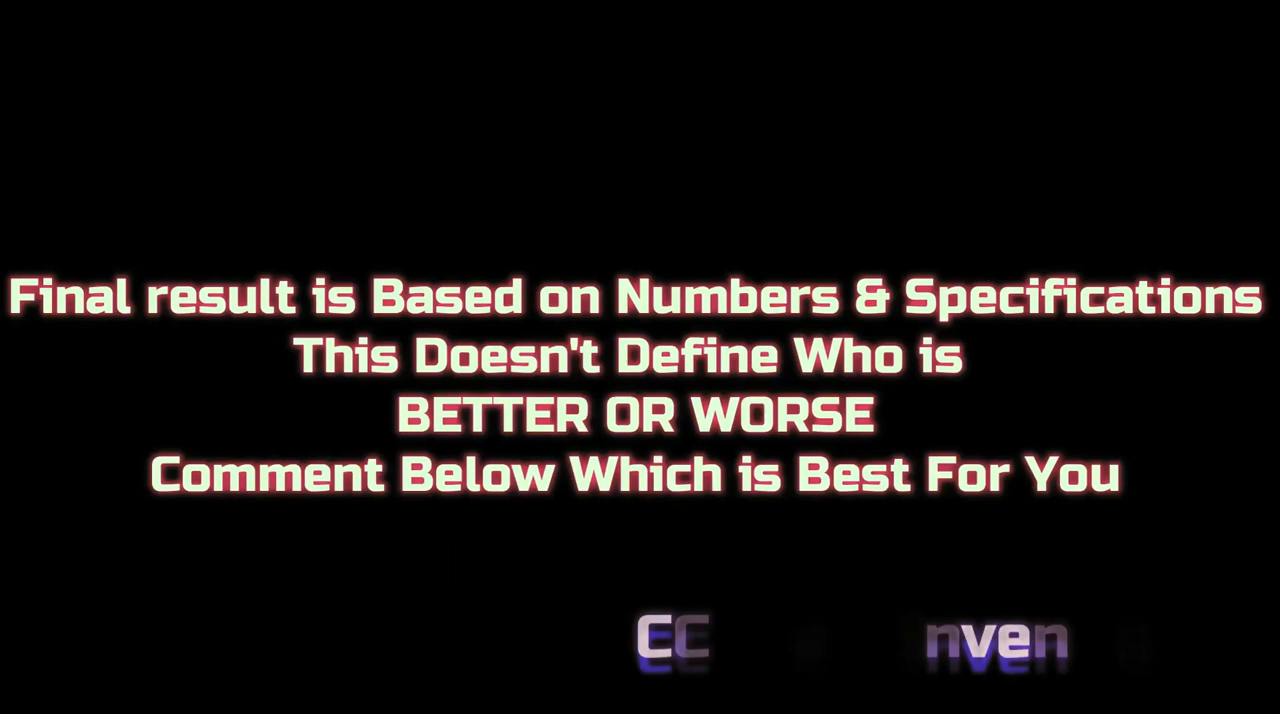 Final result is Based on Numbers & Specifications
This Doesn't Define Who is
BETTER OR WORSE
Comment Below Which is Best For You